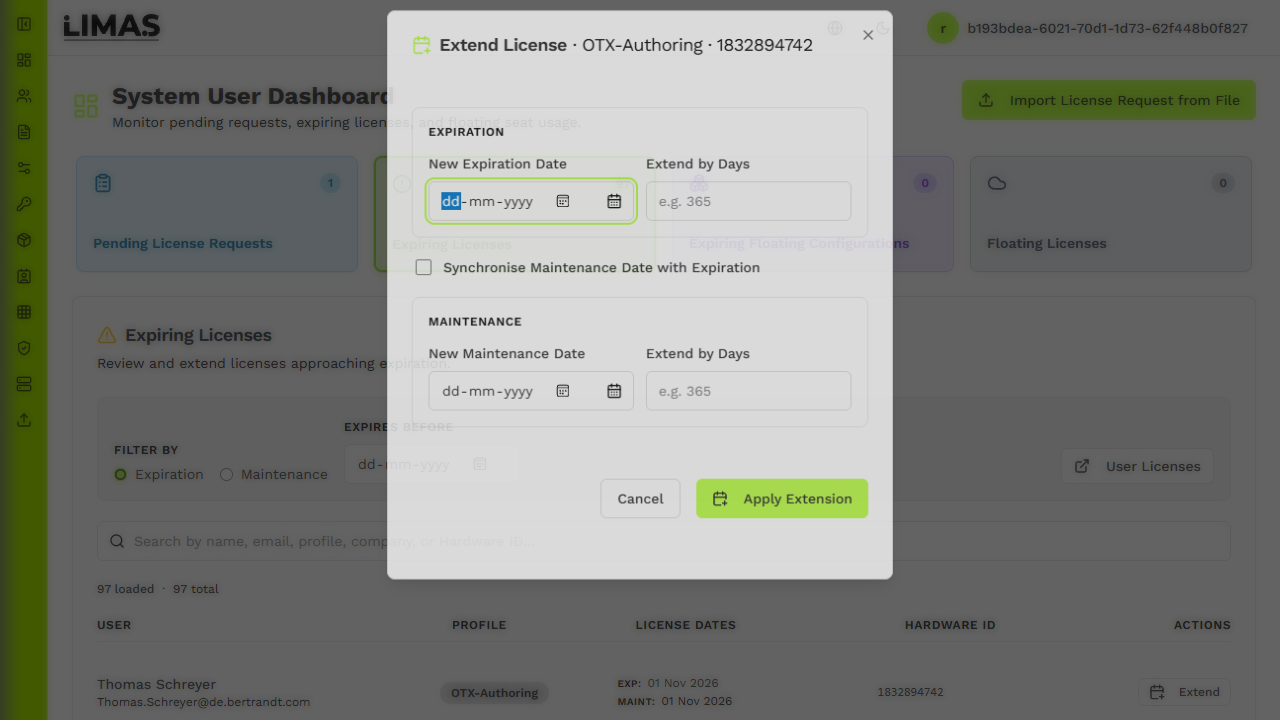 LIMAS
r b193bdea-6021-70d1-1d73-62f448b0f827
Extend License · OTX-Authoring · 1832894742
System User Dashboard
Monitor pending requests, expiring licenses, and floating seat usage.
Import License Request from File
EXPIRATION
New Expiration Date
Extend by Days
dd-mm-yyyy
e.g. 365
1
Pending License Requests
Expiring Licenses
0
Expiring Floating Configurations
0
Floating Licenses
Synchronise Maintenance Date with Expiration
MAINTENANCE
New Maintenance Date
Extend by Days
dd-mm-yyyy
e.g. 365
Cancel
Apply Extension
Expiring Licenses
Review and extend licenses approaching expiration.
FILTER BY
Expiration
Maintenance
EXPIRES BEFORE
dd-mm-yyyy
User Licenses
Search by name, email, profile, company, or Hardware ID...
97 loaded · 97 total
USER PROFILE LICENSE DATES HARDWARE ID ACTIONS
Thomas Schreyer
Thomas.Schreyer@de.bertrandt.com
OTX-Authoring
EXP: 01 Nov 2026
MAINT: 01 Nov 2026
1832894742
Extend